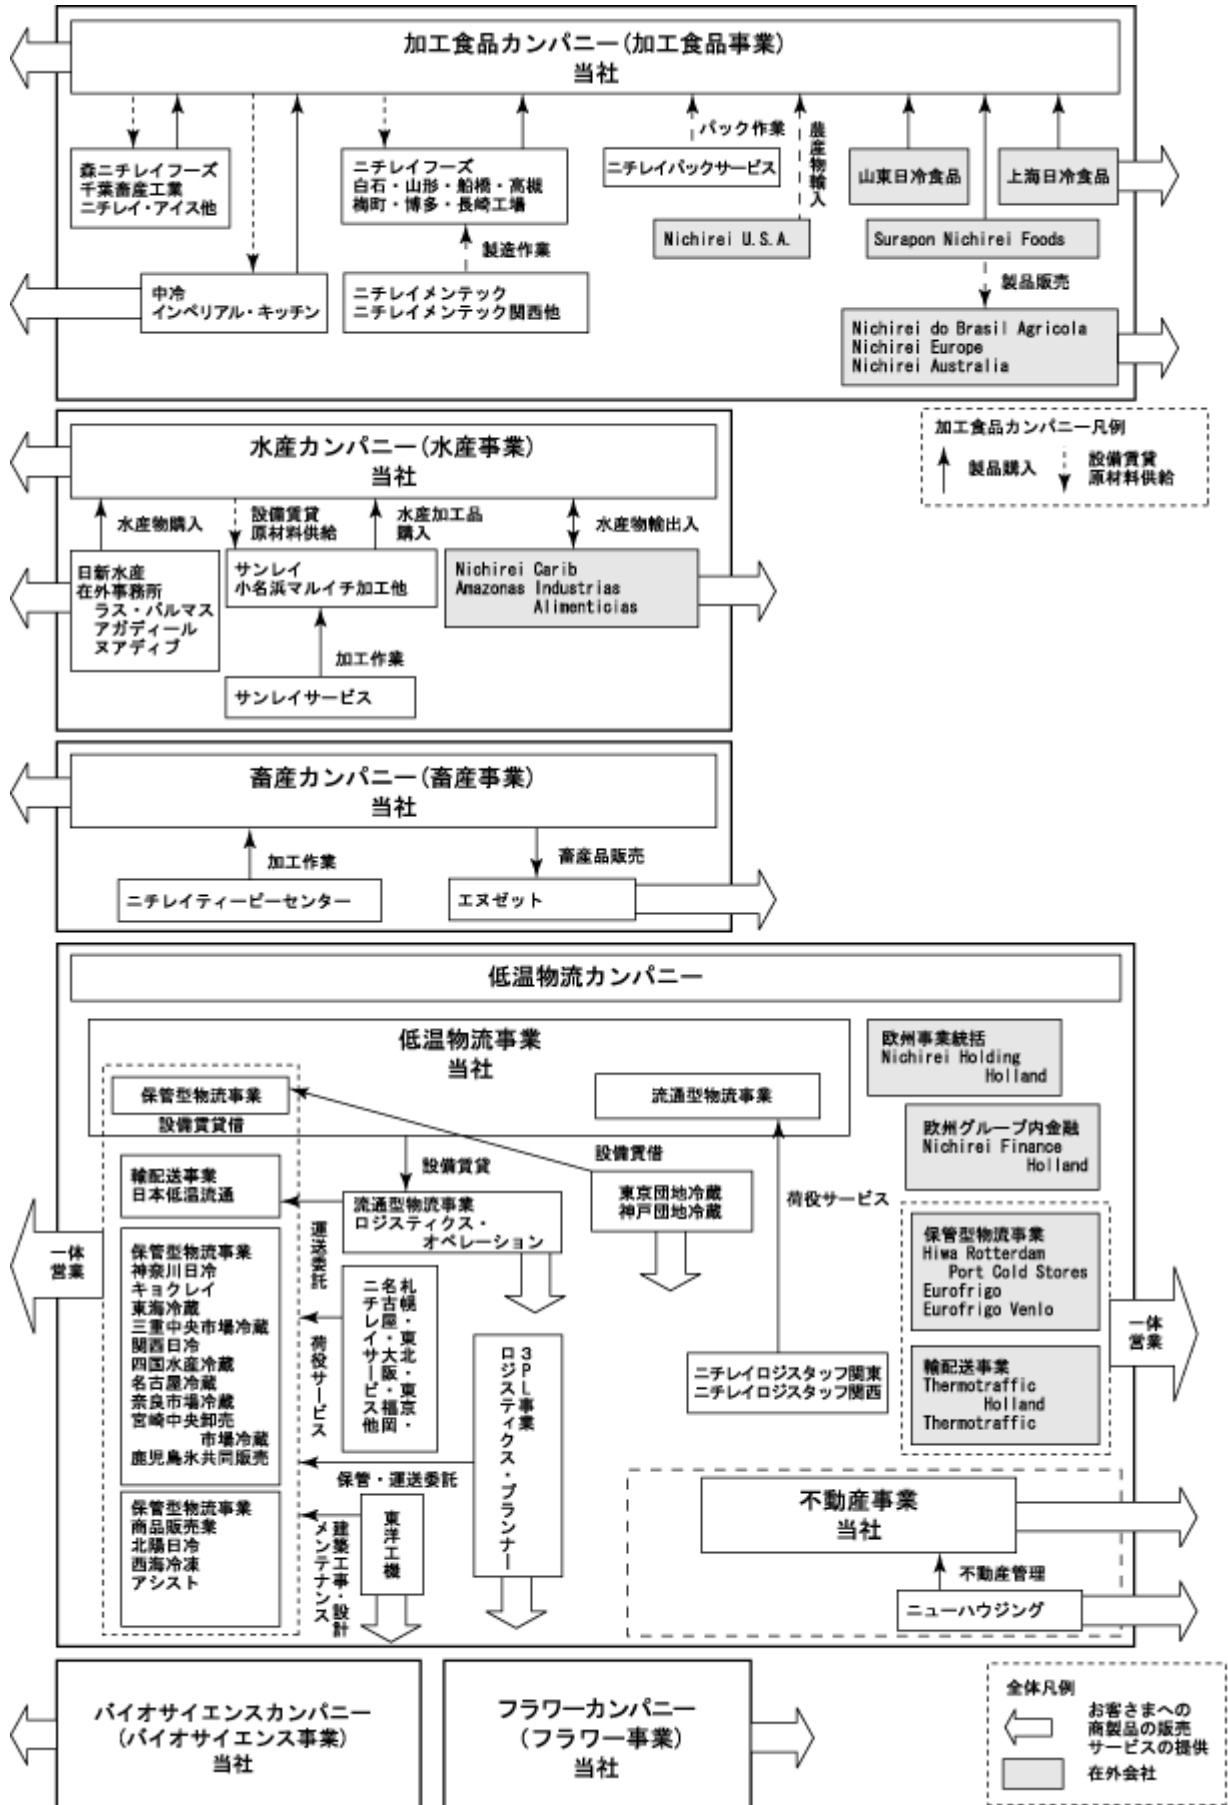 加工食品カンパニー(加工食品事業)
当社
森ニチレイフーズ
千葉畜産工業
ニチレイ・アイス他
ニチレイフーズ
白石・山形・船橋・高槻
梅町・博多・長崎工場
パック作業
ニチレイパックサービス
農産物輸入
山東日冷食品
上海日冷食品
Nichirei U.S.A.
Surapon Nichirei Foods
製造作業
製品販売
中冷
インペリアル・キッチン
ニチレイメンテック
ニチレイメンテック関西他
Nichirei do Brasil Agricola
Nichirei Europe
Nichirei Australia
加工食品カンパニー凡例
製品購入
設備賃貸
原材料供給
水産カンパニー(水産事業)
当社
水産物購入
設備賃貸
原材料供給
水産加工品
購入
水産物輸出入
日新水産
在外事務所
ラス・パルマス
アガディール
ヌアディブ
サンレイ
小名浜マルイチ加工他
Nichirei Carib
Amazonas Industrias
Alimenticias
加工作業
サンレイサービス
畜産カンパニー(畜産事業)
当社
加工作業
畜産品販売
ニチレイティーピーセンター
エヌゼット
低温物流カンパニー
低温物流事業
当社
保管型物流事業
設備賃貸借
流通型物流事業
欧州事業統括
Nichirei Holding
Holland
欧州グループ内金融
Nichirei Finance
Holland
設備賃貸
設備賃借
荷役サービス
輸配送事業
日本低温流通
流通型物流事業
ロジスティクス・
オペレーション
東京団地冷蔵
神戸団地冷蔵
運送委託
一体
営業
保管型物流事業
神奈川日冷
キョクレイ
東海冷蔵
三重中央市場冷蔵
関西日冷
四国水産冷蔵
名古屋冷蔵
奈良市場冷蔵
宮崎中央卸売
市場冷蔵
鹿児島氷共同販売
荷役サービス
札幌・東北・東京・
名古屋・大阪・福岡
ニチレイサービス他
3PL事業
ロジスティクス・プランナー
ニチレイロジスタッフ関東
ニチレイロジスタッフ関西
保管型物流事業
Hiwa Rotterdam
Port Cold Stores
Eurofrigo
Eurofrigo Venlo
輸配送事業
Thermotraffic
Holland
Thermotraffic
一体
営業
保管・運送委託
保管型物流事業
商品販売業
北陽日冷
西海冷凍
アシスト
建築工事・設計
メンテナンス
東洋工機
不動産事業
当社
不動産管理
ニューハウジング
バイオサイエンスカンパニー
(バイオサイエンス事業)
当社
フラワーカンパニー
(フラワー事業)
当社
全体凡例
お客さまへの
商製品の販売
サービスの提供
在外会社